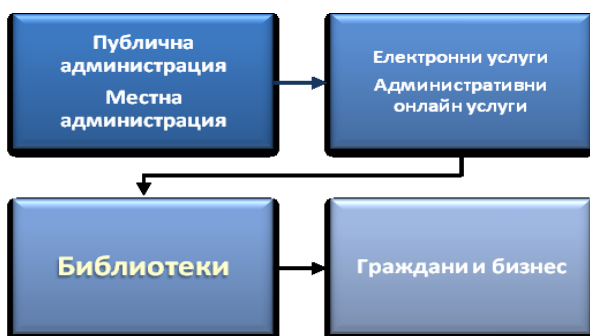 Публична
администрация
Местна
администрация
Електронни услуги
Административни
онлайн услуги
Библиотеки
Граждани и бизнес